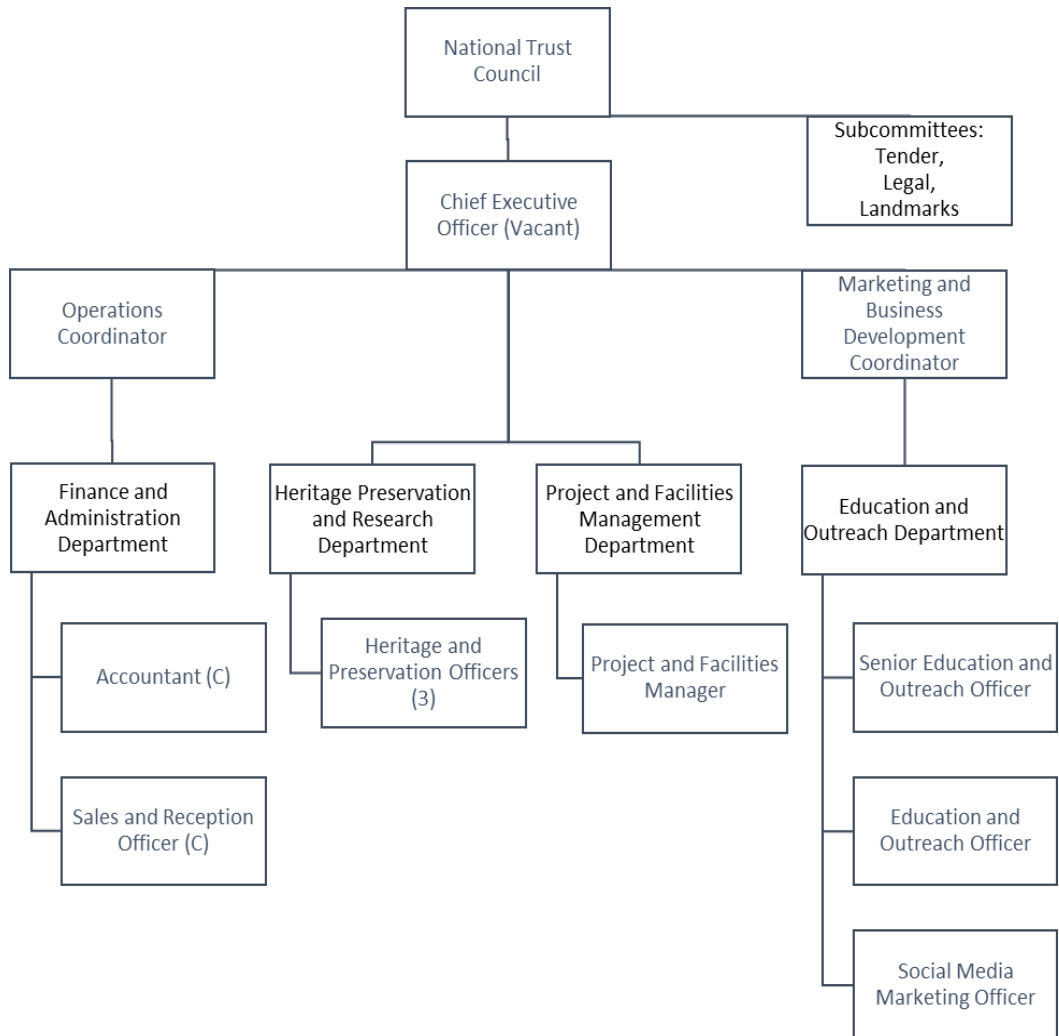 National Trust
Council
Subcommittees:
Tender,
Legal,
Landmarks
Chief Executive
Officer (Vacant)
Operations
Coordinator
Marketing and
Business
Development
Coordinator
Finance and
Administration
Department
Heritage Preservation
and Research
Department
Project and Facilities
Management
Department
Education and
Outreach Department
Accountant (C)
Heritage and
Preservation Officers
(3)
Project and Facilities
Manager
Senior Education and
Outreach Officer
Sales and Reception
Officer (C)
Education and
Outreach Officer
Social Media
Marketing Officer